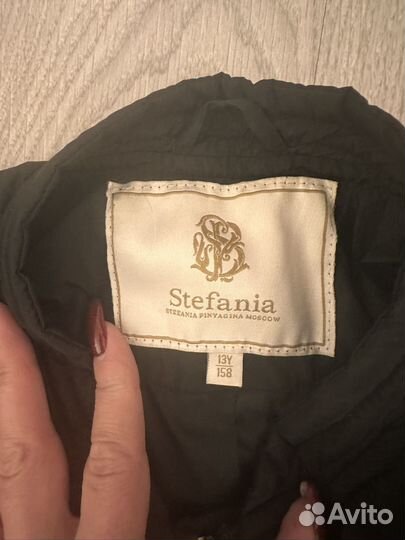 Stefania
STEFANIA PINYAGINA MOSCOW
13Y
158
Avito